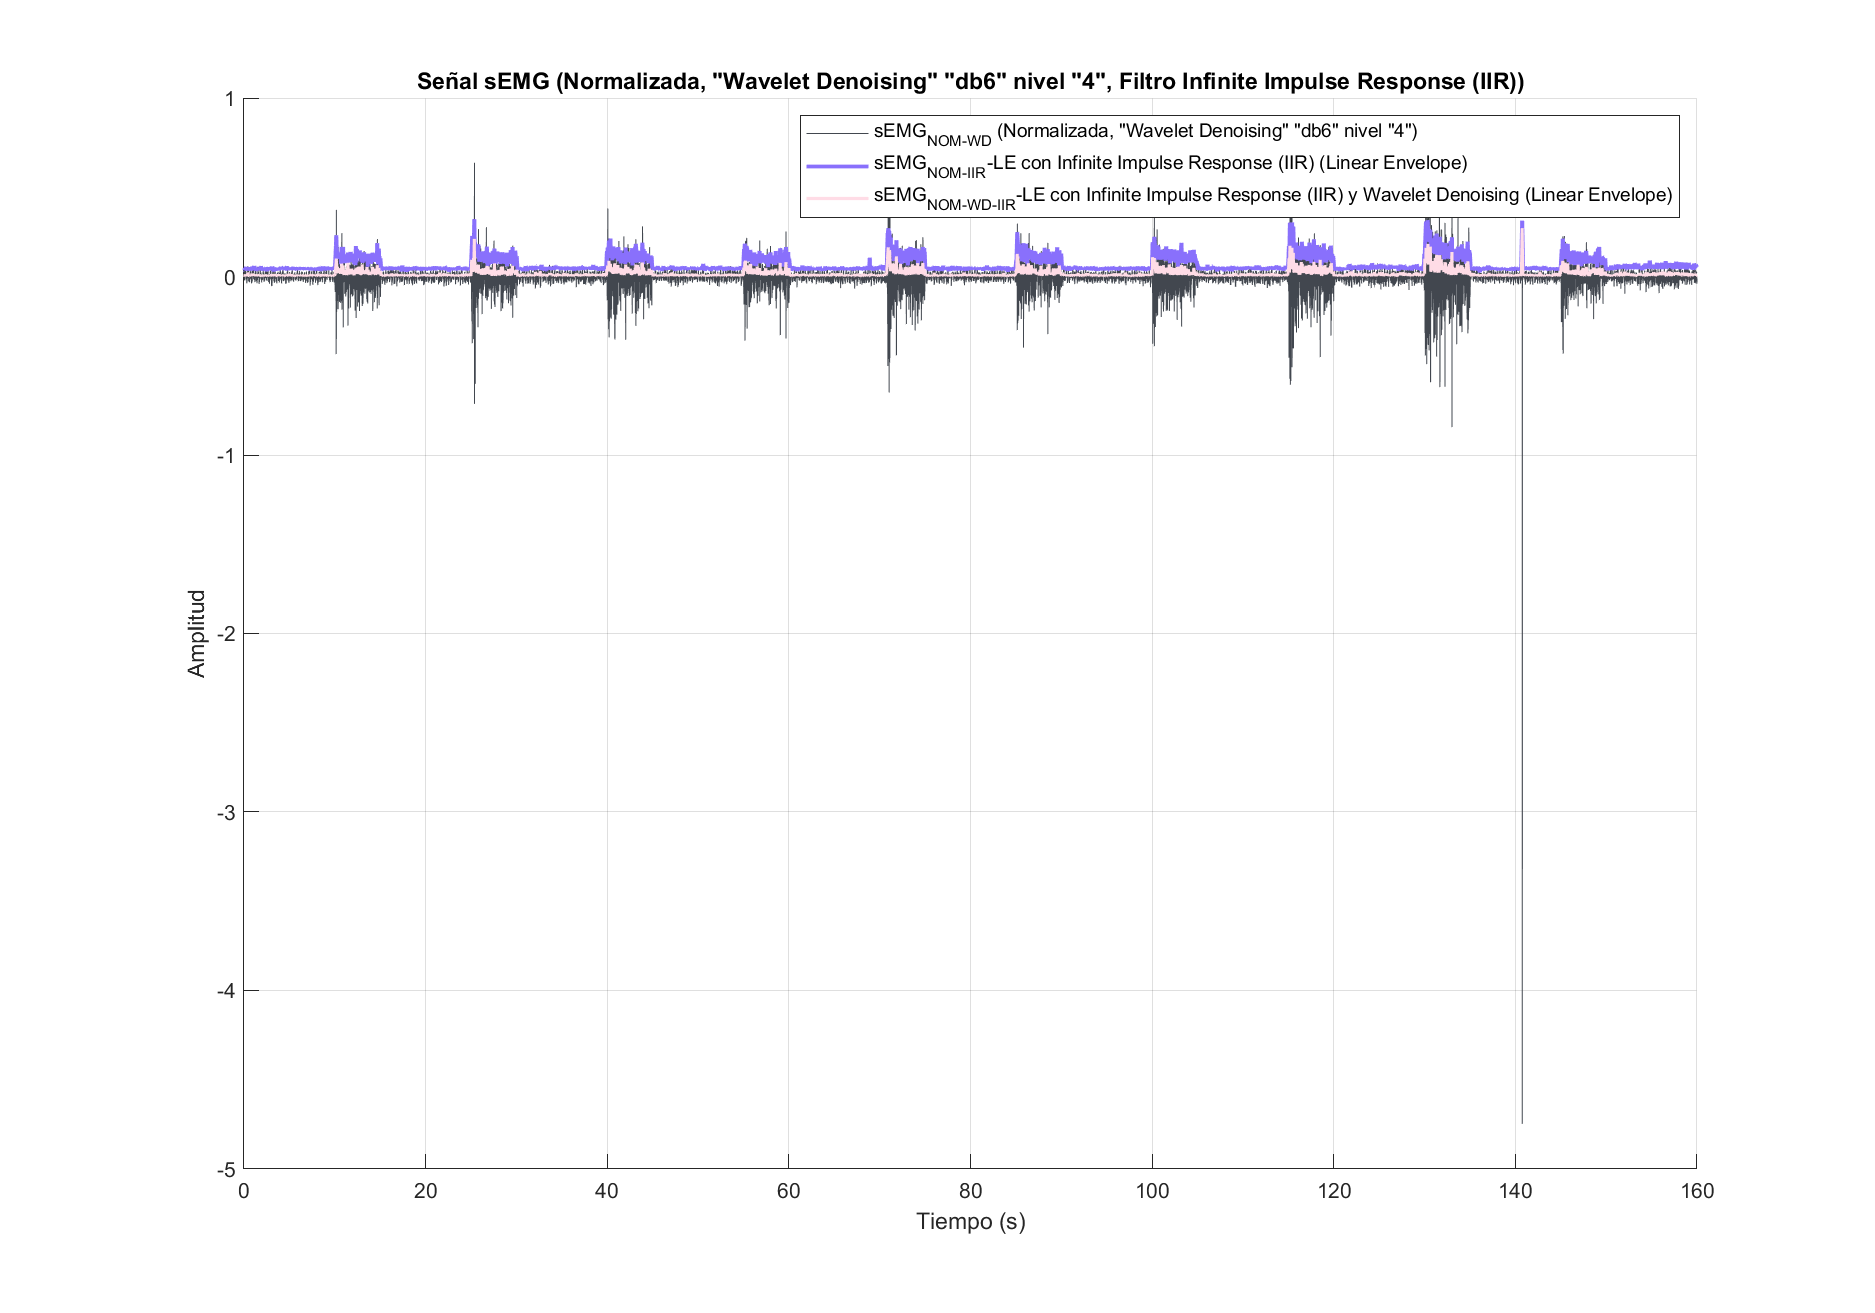 Señal sEMG (Normalizada, "Wavelet Denoising" "db6" nivel "4", Filtro Infinite Impulse Response (IIR))
sEMG_NOM-WD (Normalizada, "Wavelet Denoising" "db6" nivel "4")
sEMG_NOM-IIR-LE con Infinite Impulse Response (IIR) (Linear Envelope)
sEMG_NOM-WD-IIR-LE con Infinite Impulse Response (IIR) y Wavelet Denoising (Linear Envelope)
1
0
-1
-2
-3
-4
-5
Amplitud
0 20 40 60 80 100 120 140 160
Tiempo (s)